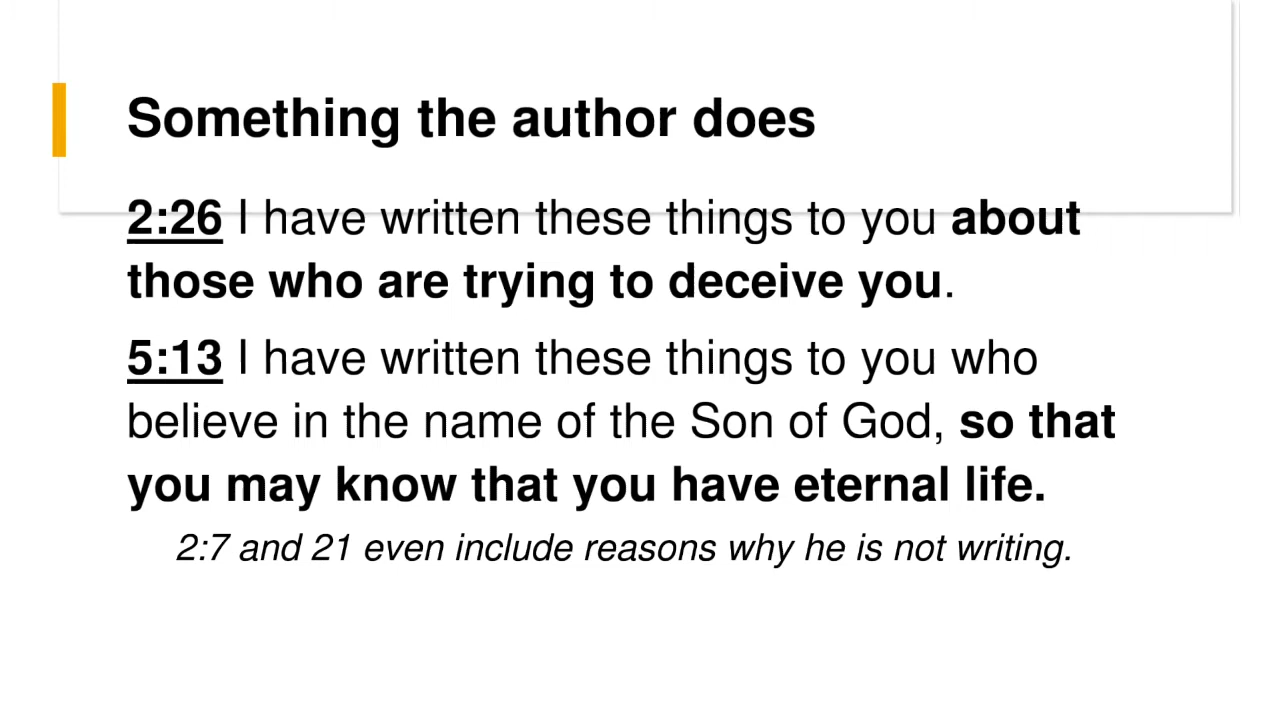 Something the author does
2:26 I have written these things to you about
those who are trying to deceive you.
5:13 I have written these things to you who
believe in the name of the Son of God, so that
you may know that you have eternal life.
2:7 and 21 even include reasons why he is not writing.